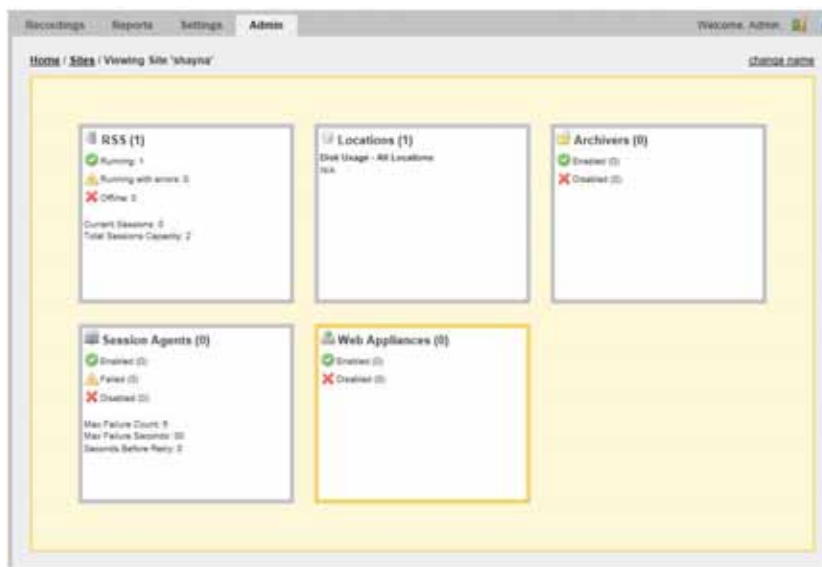 Recordings Reports Settings Admin Welcome, Admin
Home / Sites / Viewing Site 'shayna' change name
RSS (1)
Running: 1
Running with errors: 0
Offline: 0
Current Sessions: 0
Total Sessions Capacity: 2
Locations (1)
Disk Usage - All Locations
N/A
Archivers (0)
Enabled (0)
Disabled (0)
Session Agents (0)
Enabled (0)
Failed (0)
Disabled (0)
Max Failure Count:
Max Failure Seconds:
Seconds Before Retry:
Web Appliances (0)
Enabled (0)
Disabled (0)